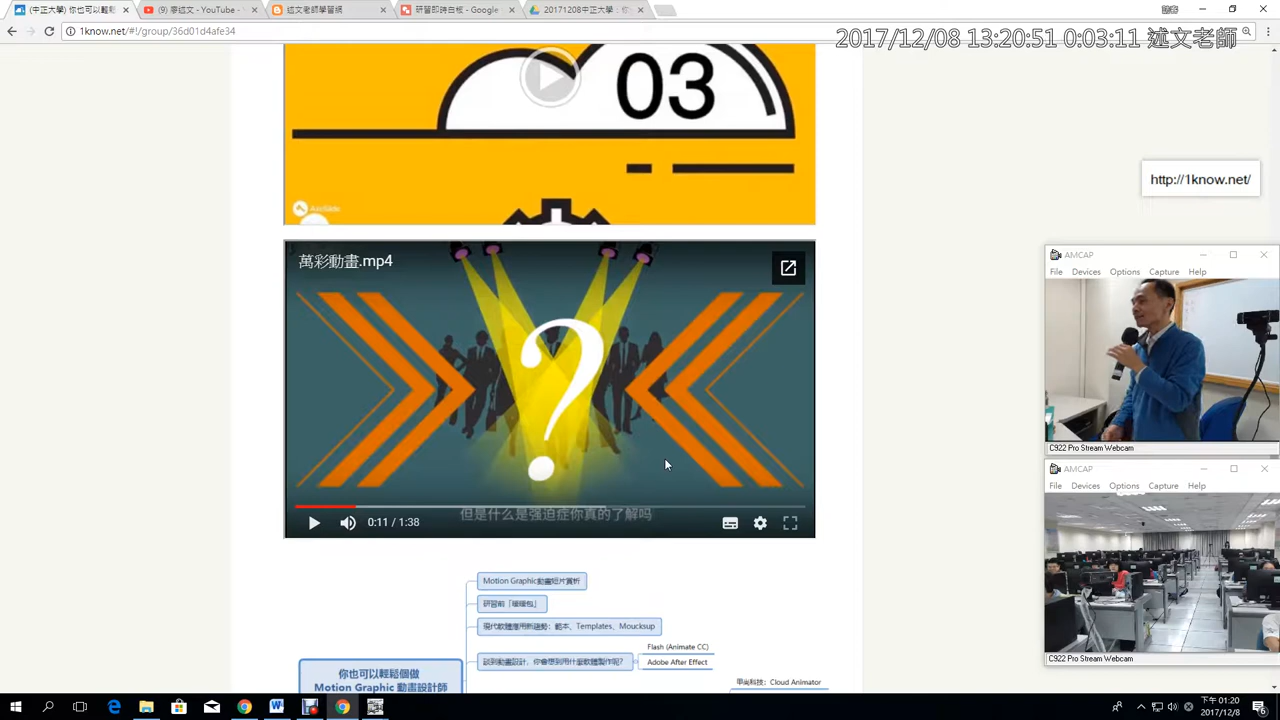 (中正大學) 你也可以輕鬆
(9) 廖述文 - YouTube -
述文老師學習網
研習即時白板 - Google
20171208中正大學：你
1know.net/#!/group/36d01d4afe34
2017/12/08 13:20:51 0:03:11 述文老師
03
http://1know.net/
萬彩動畫.mp4
?
但是什么是强迫症你真的了解吗
0:11 / 1:38
AMCAP
File Devices Options Capture Help
C922 Pro Stream Webcam
AMCAP
File Devices Options Capture Help
C922 Pro Stream Webcam
Motion Graphic動畫短片賞析
研習前「暖暖包」
現代軟體應用新趨勢：範本、Templates、Moucksup
談到動畫設計，你會想到用什麼軟體製作呢？
Flash (Animate CC)
Adobe After Effect
你也可以輕鬆個做
Motion Graphic 動畫設計師
甲尚科技：Cloud Animator
下午 01:20
2017/12/8